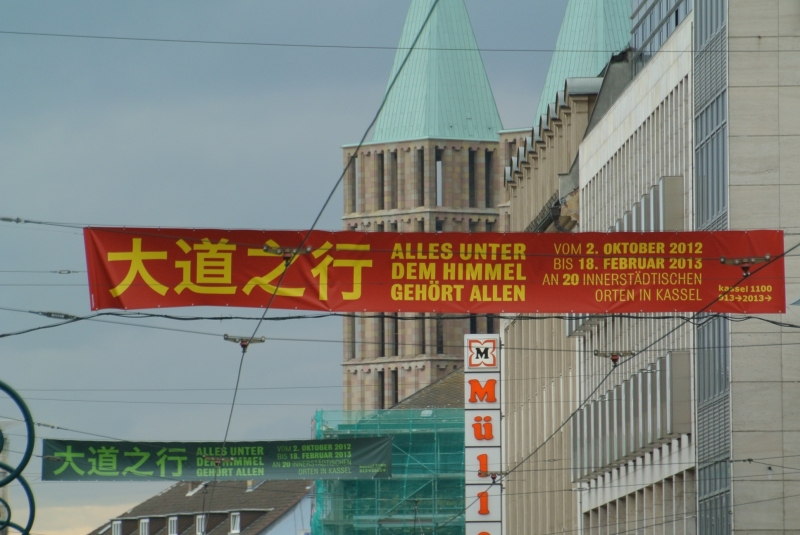 大道之行
ALLES UNTER
DEM HIMMEL
GEHÖRT ALLEN
VOM 2. OKTOBER 2012
BIS 18. FEBRUAR 2013
AN 20 INNERSTÄDTISCHEN
ORTEN IN KASSEL
kassel 1100
913→2013→
M
Mülle
大道之行
ALLES UNTER
DEM HIMMEL
GEHÖRT ALLEN
VOM 2. OKTOBER 2012
BIS 18. FEBRUAR 2013
AN 20 INNERSTÄDTISCHEN
ORTEN IN KASSEL